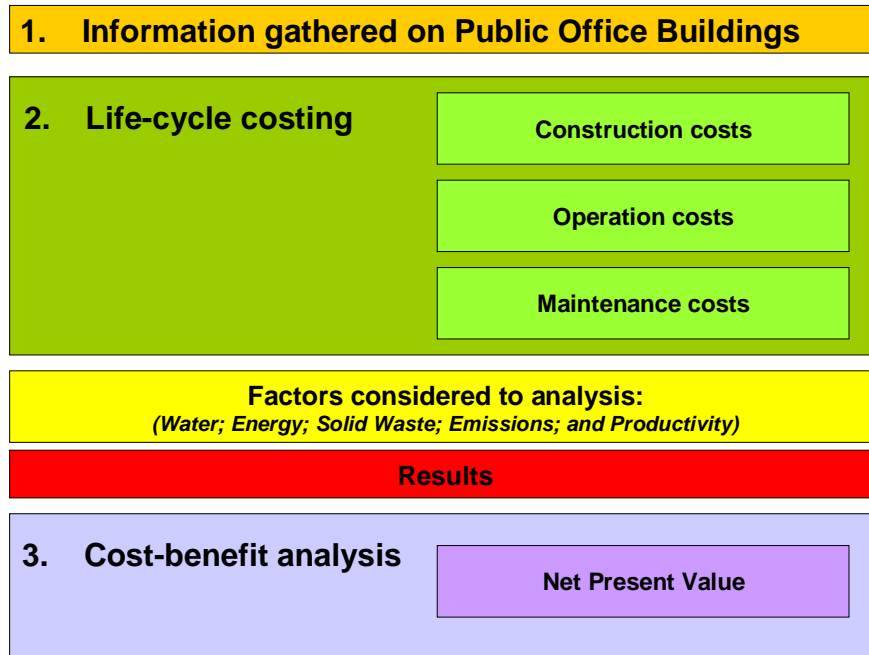 1. Information gathered on Public Office Buildings
2. Life-cycle costing
Construction costs
Operation costs
Maintenance costs
Factors considered to analysis:
(Water; Energy; Solid Waste; Emissions; and Productivity)
Results
3. Cost-benefit analysis
Net Present Value